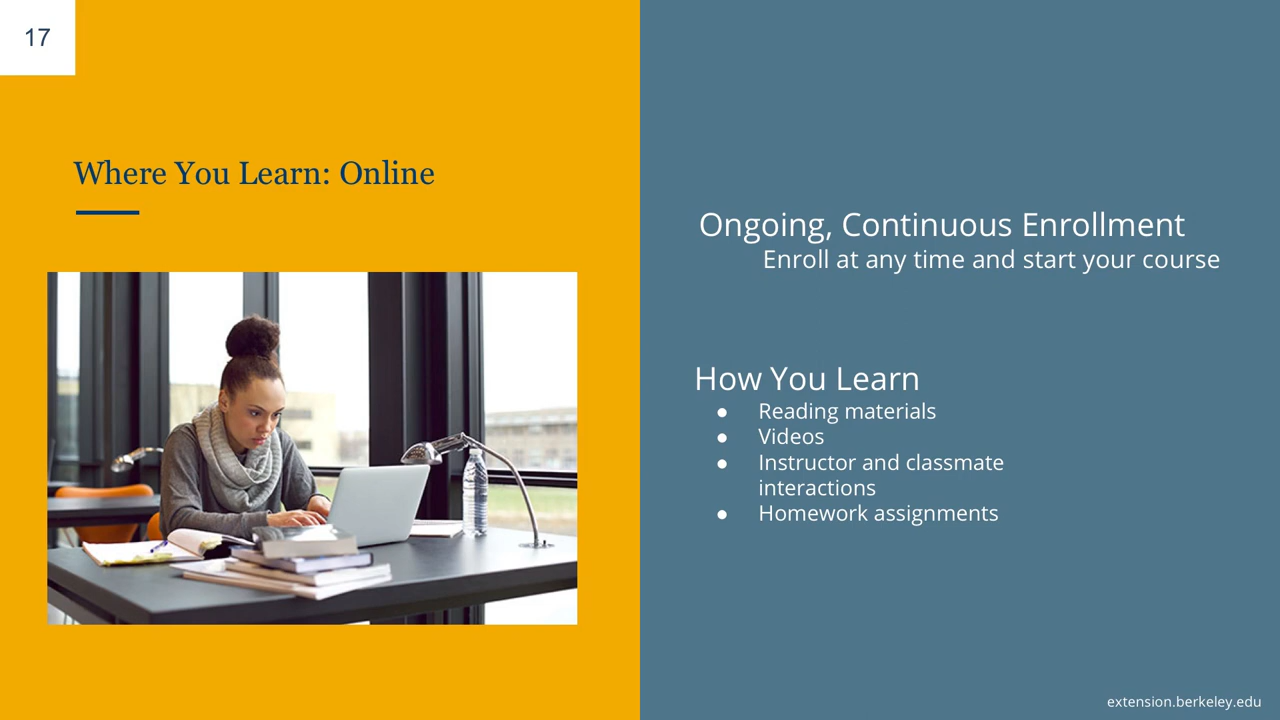 17
Where You Learn: Online
Ongoing, Continuous Enrollment
Enroll at any time and start your course
How You Learn
● Reading materials
● Videos
● Instructor and classmate
interactions
● Homework assignments
extension.berkeley.edu